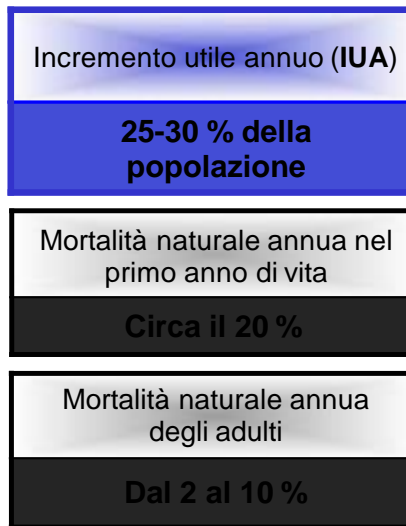 Incremento utile annuo (IUA)
25-30 % della
popolazione
Mortalità naturale annua nel
primo anno di vita
Circa il 20 %
Mortalità naturale annua
degli adulti
Dal 2 al 10 %